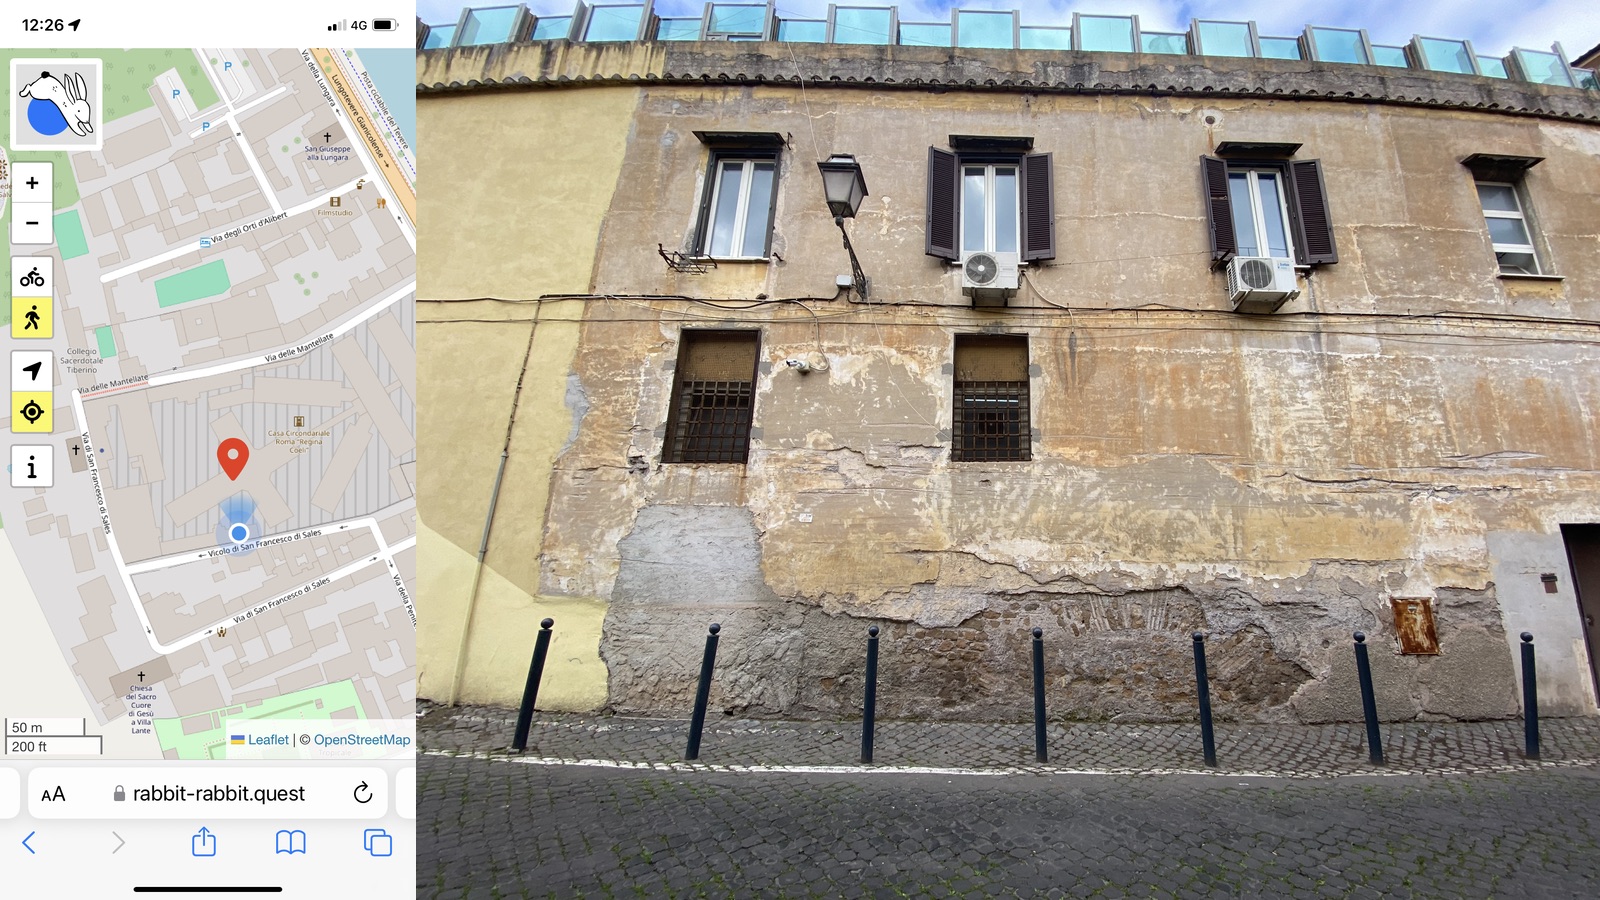 12:26
4G
P
P
P
Via della Lungara
Lungotevere Gianicolense
Pista ciclabile del Tevere
San Giuseppe
alla Lungara
Filmstudio
Via degli Orti d'Alibert
Via delle Mantellate
Collegio
Sacerdotale
Tiberino
Via delle Mantellate
Casa Circondariale
Roma "Regina
Coeli"
Via di San Francesco di Sales
Vicolo di San Francesco di Sales
Via di San Francesco di Sales
Via della Penite
Chiesa
del Sacro
Cuore
di Gesù
a Villa
Lante
+
−
i
50 m
200 ft
Leaflet | © OpenStreetMap
AA
rabbit-rabbit.quest